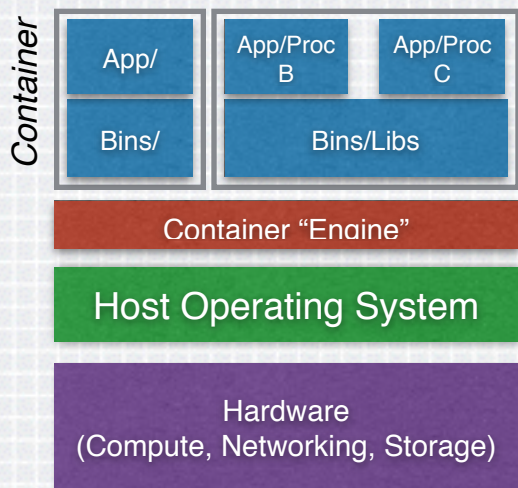 Container
App/
App/Proc
B
App/Proc
C
Bins/
Bins/Libs
Container “Engine”
Host Operating System
Hardware
(Compute, Networking, Storage)